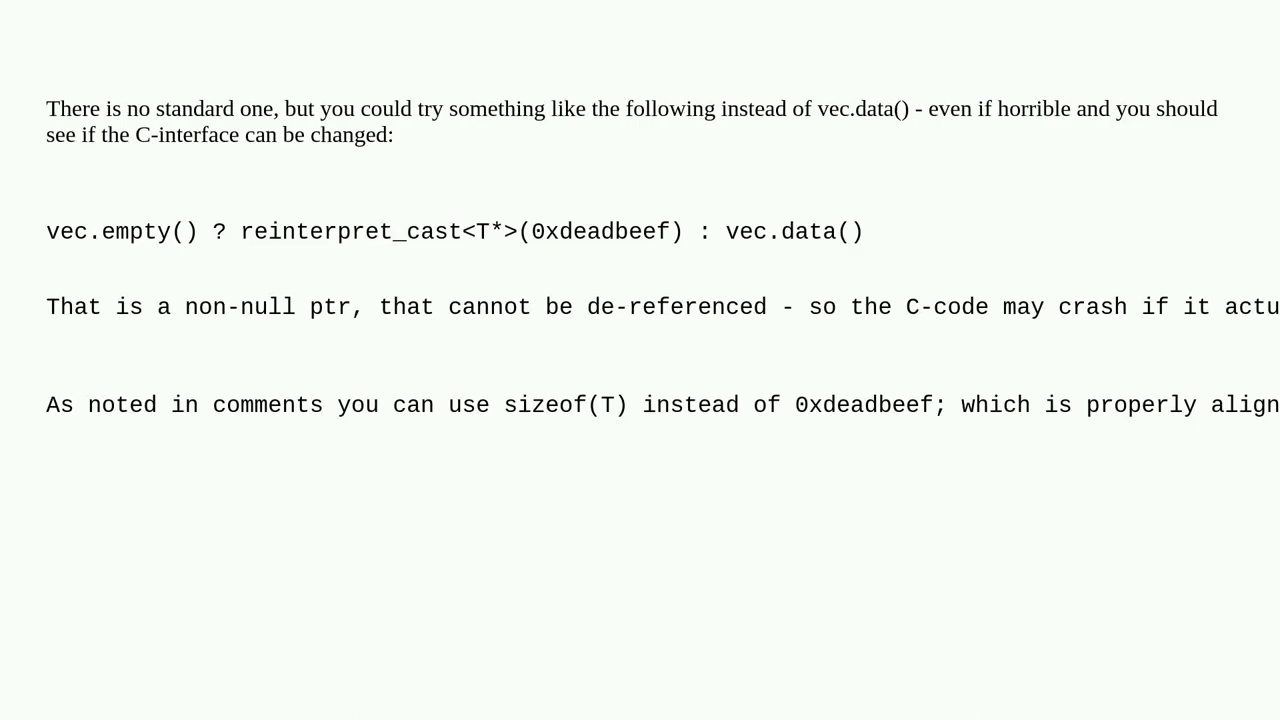 There is no standard one, but you could try something like the following instead of vec.data() - even if horrible and you should
see if the C-interface can be changed:
vec.empty() ? reinterpret_cast<T*>(0xdeadbeef) : vec.data()
That is a non-null ptr, that cannot be de-referenced - so the C-code may crash if it actu
As noted in comments you can use sizeof(T) instead of 0xdeadbeef; which is properly align